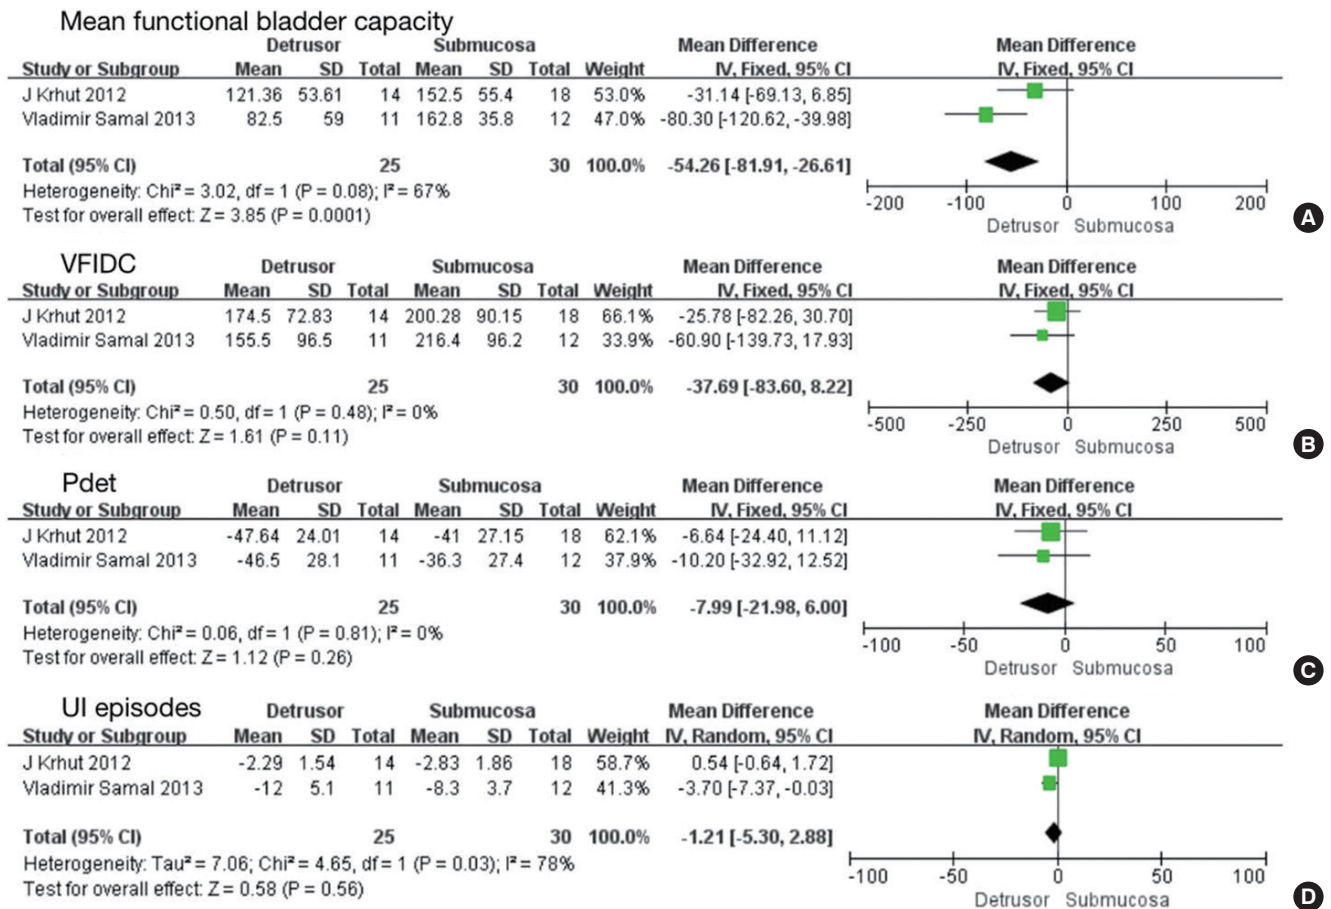 Mean functional bladder capacity
Detrusor Submucosa Mean Difference Mean Difference
Study or Subgroup Mean SD Total Mean SD Total Weight IV, Fixed, 95% CI IV, Fixed, 95% CI
J Krhut 2012 121.36 53.61 14 152.5 55.4 18 53.0% -31.14 [-69.13, 6.85]
Vladimir Samal 2013 82.5 59 11 162.8 35.8 12 47.0% -80.30 [-120.62, -39.98]
Total (95% CI) 25 30 100.0% -54.26 [-81.91, -26.61]
Heterogeneity: Chi² = 3.02, df = 1 (P = 0.08); I² = 67%
Test for overall effect: Z = 3.85 (P = 0.0001)
-200 -100 0 100 200
Detrusor Submucosa
A
VFIDC
Detrusor Submucosa Mean Difference Mean Difference
Study or Subgroup Mean SD Total Mean SD Total Weight IV, Fixed, 95% CI IV, Fixed, 95% CI
J Krhut 2012 174.5 72.83 14 200.28 90.15 18 66.1% -25.78 [-82.26, 30.70]
Vladimir Samal 2013 155.5 96.5 11 216.4 96.2 12 33.9% -60.90 [-139.73, 17.93]
Total (95% CI) 25 30 100.0% -37.69 [-83.60, 8.22]
Heterogeneity: Chi² = 0.50, df = 1 (P = 0.48); I² = 0%
Test for overall effect: Z = 1.61 (P = 0.11)
-500 -250 0 250 500
Detrusor Submucosa
B
Pdet
Detrusor Submucosa Mean Difference Mean Difference
Study or Subgroup Mean SD Total Mean SD Total Weight IV, Fixed, 95% CI IV, Fixed, 95% CI
J Krhut 2012 -47.64 24.01 14 -41 27.15 18 62.1% -6.64 [-24.40, 11.12]
Vladimir Samal 2013 -46.5 28.1 11 -36.3 27.4 12 37.9% -10.20 [-32.92, 12.52]
Total (95% CI) 25 30 100.0% -7.99 [-21.98, 6.00]
Heterogeneity: Chi² = 0.06, df = 1 (P = 0.81); I² = 0%
Test for overall effect: Z = 1.12 (P = 0.26)
-100 -50 0 50 100
Detrusor Submucosa
C
UI episodes
Detrusor Submucosa Mean Difference Mean Difference
Study or Subgroup Mean SD Total Mean SD Total Weight IV, Random, 95% CI IV, Random, 95% CI
J Krhut 2012 -2.29 1.54 14 -2.83 1.86 18 58.7% 0.54 [-0.64, 1.72]
Vladimir Samal 2013 -12 5.1 11 -8.3 3.7 12 41.3% -3.70 [-7.37, -0.03]
Total (95% CI) 25 30 100.0% -1.21 [-5.30, 2.88]
Heterogeneity: Tau² = 7.06; Chi² = 4.65, df = 1 (P = 0.03); I² = 78%
Test for overall effect: Z = 0.58 (P = 0.56)
-100 -50 0 50 100
Detrusor Submucosa
D